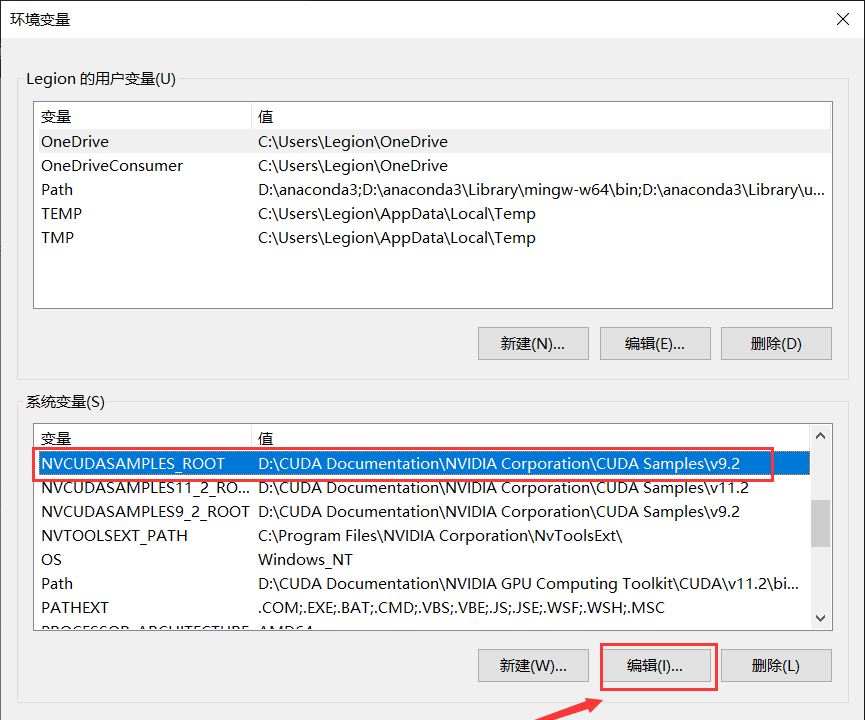 环境变量
Legion 的用户变量(U)
变量 值
OneDrive C:\Users\Legion\OneDrive
OneDriveConsumer C:\Users\Legion\OneDrive
Path D:\anaconda3;D:\anaconda3\Library\mingw-w64\bin;D:\anaconda3\Library\u...
TEMP C:\Users\Legion\AppData\Local\Temp
TMP C:\Users\Legion\AppData\Local\Temp
新建(N)... 编辑(E)... 删除(D)
系统变量(S)
变量 值
NVCUDASAMPLES_ROOT D:\CUDA Documentation\NVIDIA Corporation\CUDA Samples\v9.2
NVCUDASAMPLES11_2_RO... D:\CUDA Documentation\NVIDIA Corporation\CUDA Samples\v11.2
NVCUDASAMPLES9_2_ROOT D:\CUDA Documentation\NVIDIA Corporation\CUDA Samples\v9.2
NVTOOLSEXT_PATH C:\Program Files\NVIDIA Corporation\NvToolsExt\
OS Windows_NT
Path D:\CUDA Documentation\NVIDIA GPU Computing Toolkit\CUDA\v11.2\bi...
PATHEXT .COM;.EXE;.BAT;.CMD;.VBS;.VBE;.JS;.JSE;.WSF;.WSH;.MSC
PROCESSOR_ARCHITECTURE AMD64
新建(W)... 编辑(I)... 删除(L)